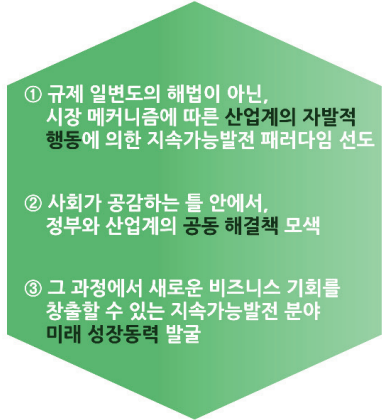 ① 규제 일변도의 해법이 아닌,
시장 메커니즘에 따른 산업계의 자발적
행동에 의한 지속가능발전 패러다임 선도
② 사회가 공감하는 틀 안에서,
정부와 산업계의 공동 해결책 모색
③ 그 과정에서 새로운 비즈니스 기회를
창출할 수 있는 지속가능발전 분야
미래 성장동력 발굴